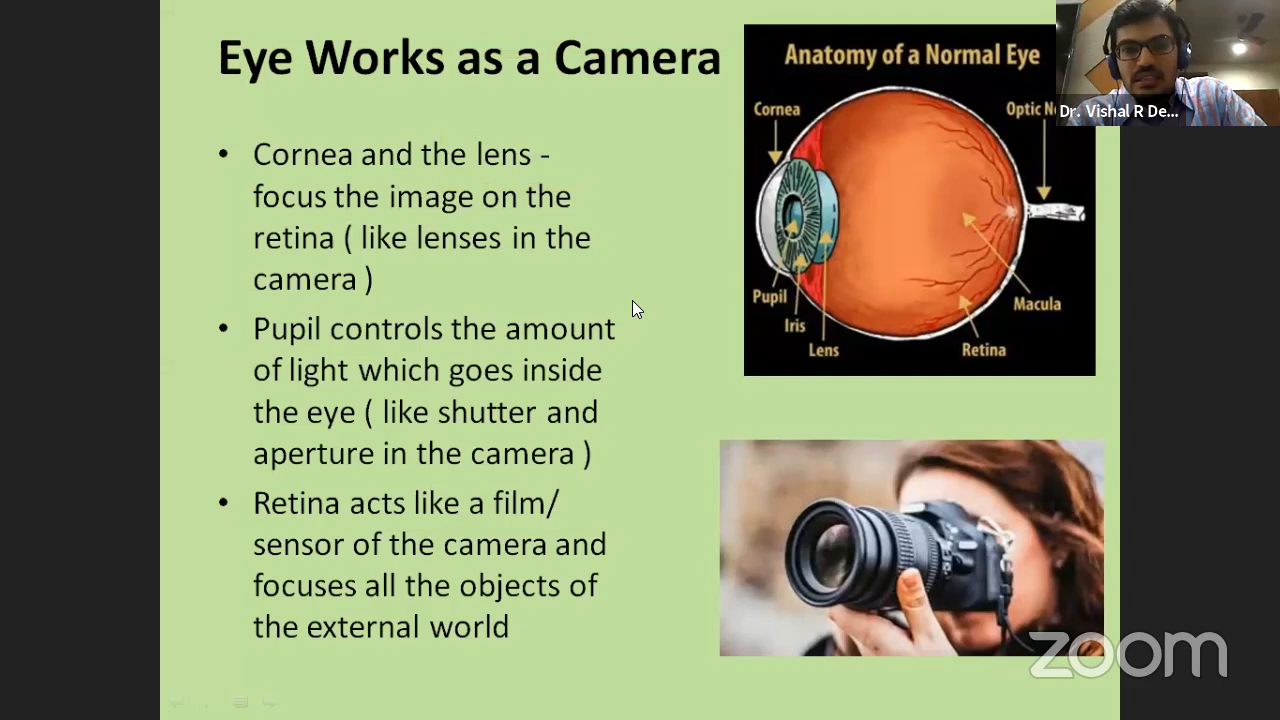 Eye Works as a Camera
• Cornea and the lens -
focus the image on the
retina ( like lenses in the
camera )
• Pupil controls the amount
of light which goes inside
the eye ( like shutter and
aperture in the camera )
• Retina acts like a film/
sensor of the camera and
focuses all the objects of
the external world
Anatomy of a Normal Eye
Cornea
Optic
Pupil
Iris
Lens
Macula
Retina
Dr. Vishal R De...
zoom